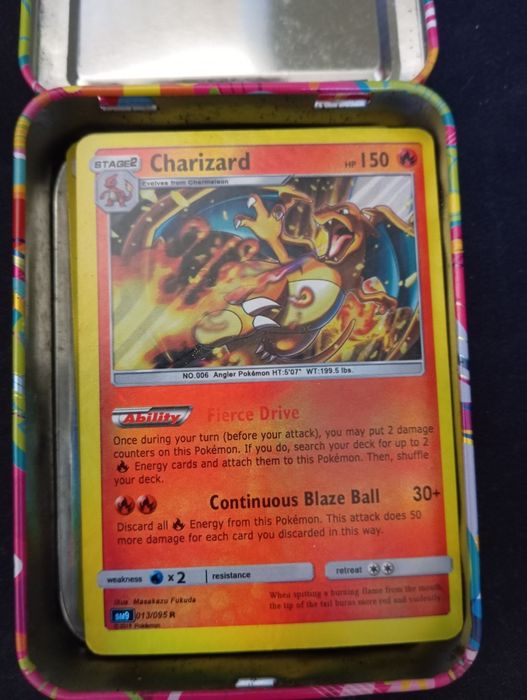 STAGE2 Charizard HP 150
Evolves from Charmeleon
NO.006 Angler Pokémon HT:5'07" WT:199.5 lbs.
Ability Fierce Drive
Once during your turn (before your attack), you may put 2 damage
counters on this Pokémon. If you do, search your deck for up to 2
Energy cards and attach them to this Pokémon. Then, shuffle
your deck.
Continuous Blaze Ball 30+
Discard all Energy from this Pokémon. This attack does 50
more damage for each card you discarded in this way.
weakness x2 resistance retreat
Illus. Masakazu Fukuda
When spitting a burning flame from the mouth,
the tip of the tail burns more red and violently.
SM9 013/095 R
Pokémon